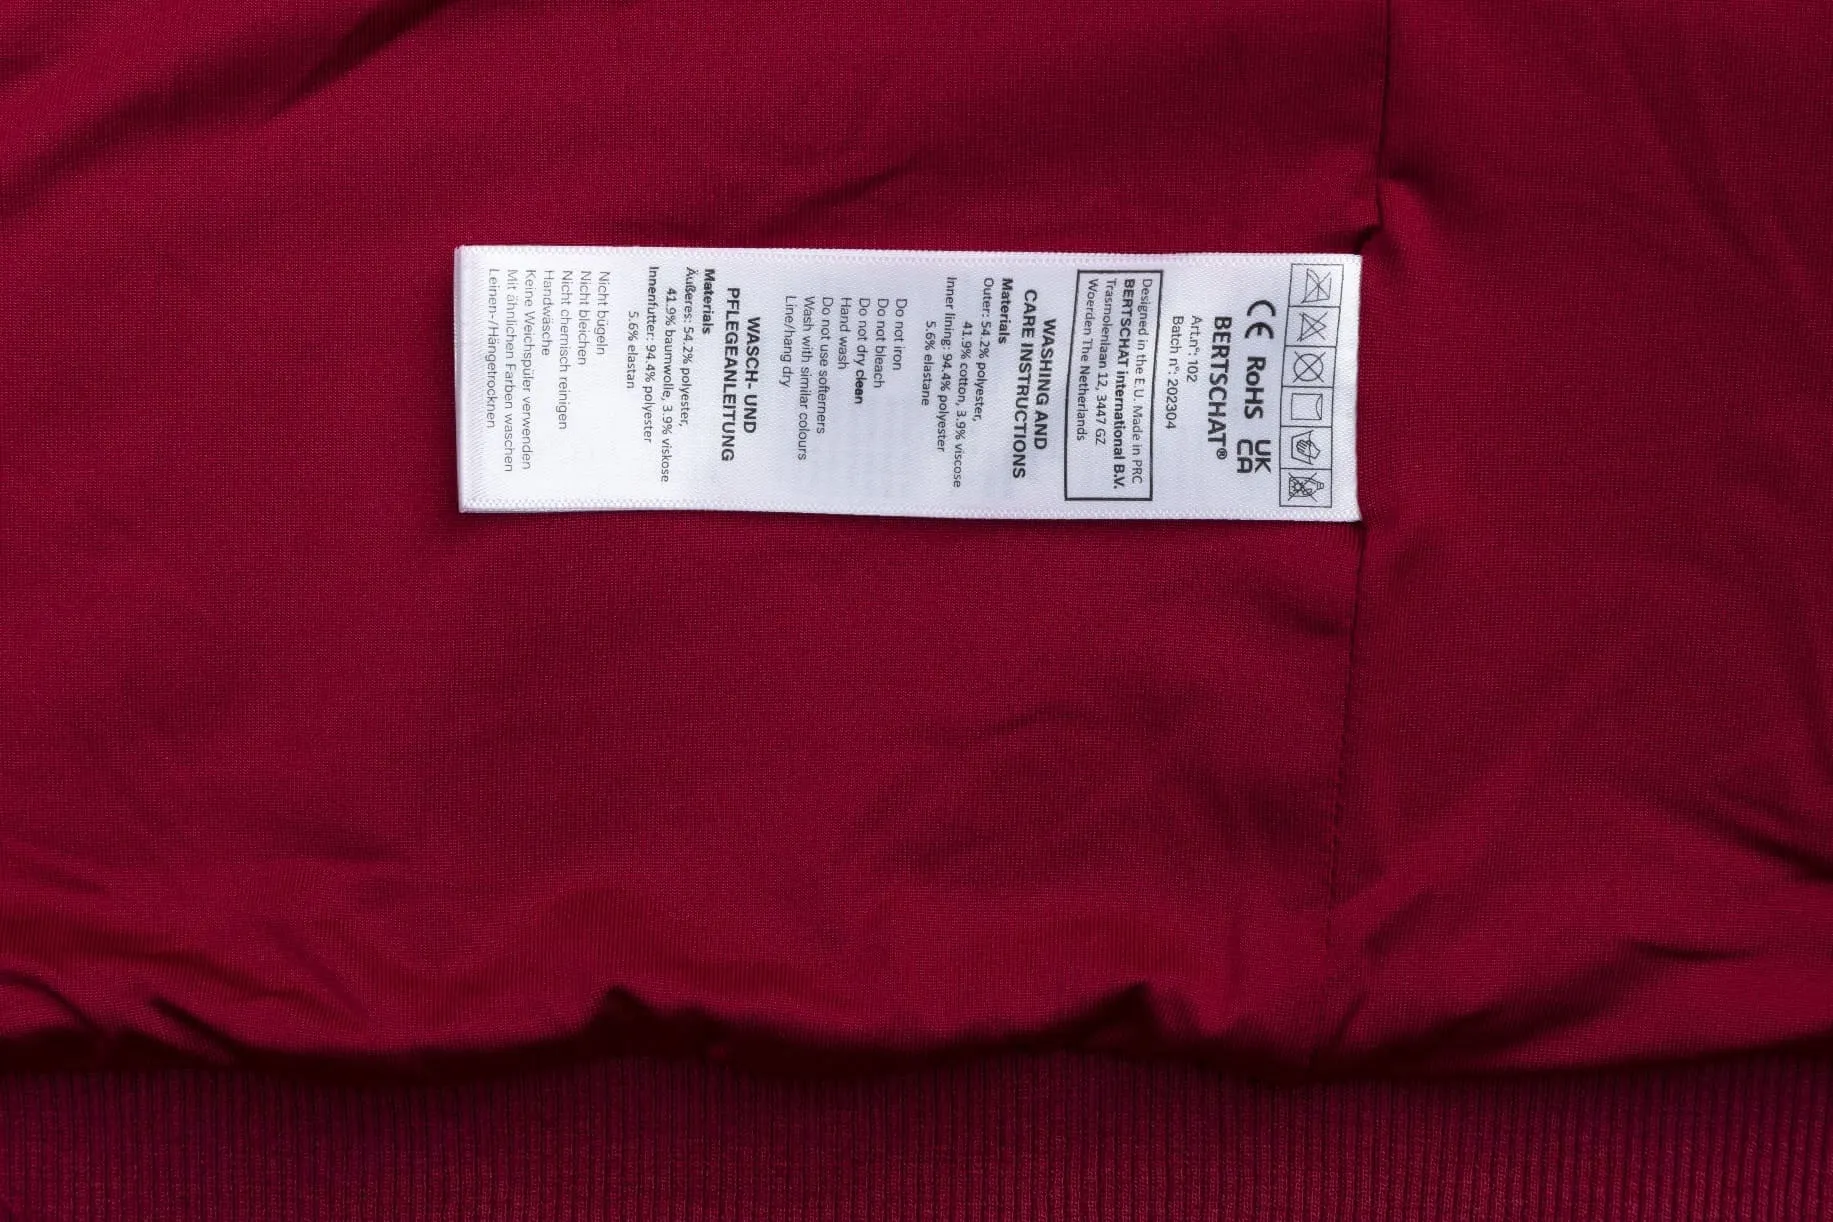 CE RoHS UK
CA
BERTSCHAT®
Art.n°: 102
Batch n°: 202304
Designed in the E.U. Made in PRC
BERTSCHAT international B.V.
Trasmolenlaan 12, 3447 GZ
Woerden The Netherlands
WASHING AND
CARE INSTRUCTIONS
Materials
Outer: 54.2% polyester,
41.9% cotton, 3.9% viscose
Inner lining: 94.4% polyester
5.6% elastane
Do not iron
Do not bleach
Do not dry clean
Hand wash
Do not use softerners
Wash with similar colours
Line/hang dry
WASCH- UND
PFLEGEANLEITUNG
Materials
Äußeres: 54.2% polyester,
41.9% baumwolle, 3.9% viskose
Innenfutter: 94.4% polyester
5.6% elastan
Nicht bügeln
Nicht bleichen
Nicht chemisch reinigen
Handwäsche
Keine Weichspüler verwenden
Mit ähnlichen Farben waschen
Leinen-/Hängetrocknen